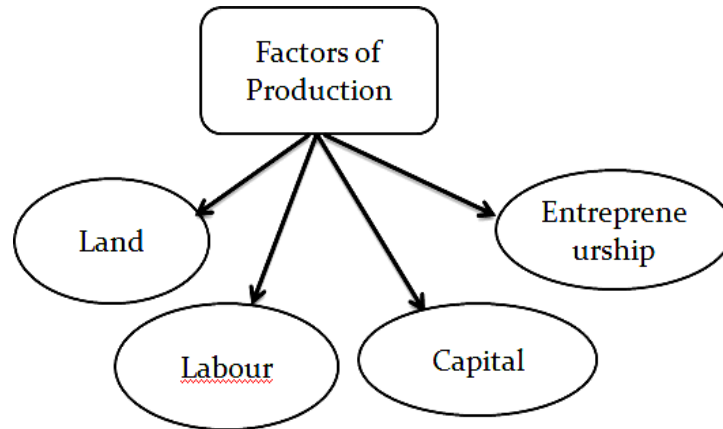 Factors of
Production
Land
Entreprene
urship
Labour
Capital